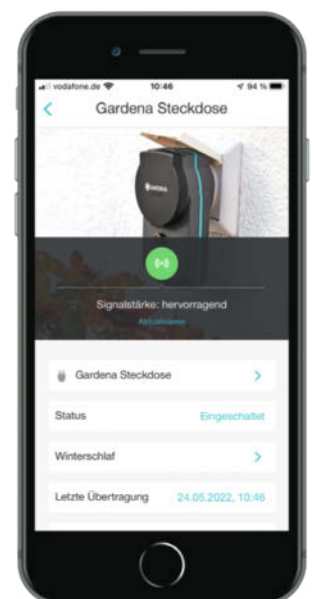 vodafone.de 10:46 94 %
Gardena Steckdose
GARDENA
Signalstärke: hervorragend
Aktualisieren
Gardena Steckdose
Status Eingeschaltet
Winterschlaf
Letzte Übertragung 24.05.2022, 10:46